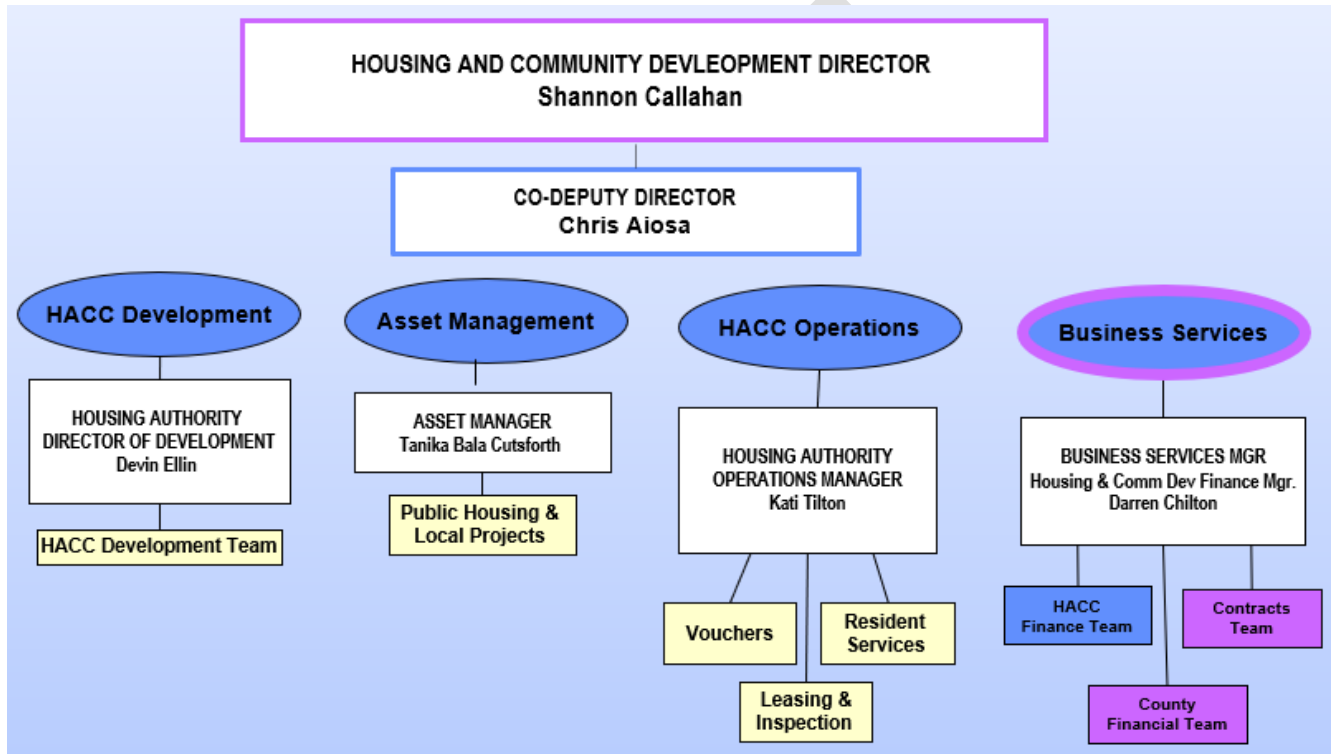 HOUSING AND COMMUNITY DEVLEOPMENT DIRECTOR
Shannon Callahan
CO-DEPUTY DIRECTOR
Chris Aiosa
HACC Development
HOUSING AUTHORITY
DIRECTOR OF DEVELOPMENT
Devin Ellin
HACC Development Team
Asset Management
ASSET MANAGER
Tanika Bala Cutsforth
Public Housing &
Local Projects
HACC Operations
HOUSING AUTHORITY
OPERATIONS MANAGER
Kati Tilton
Vouchers
Leasing &
Inspection
Resident
Services
Business Services
BUSINESS SERVICES MGR
Housing & Comm Dev Finance Mgr.
Darren Chilton
HACC
Finance Team
County
Financial Team
Contracts
Team